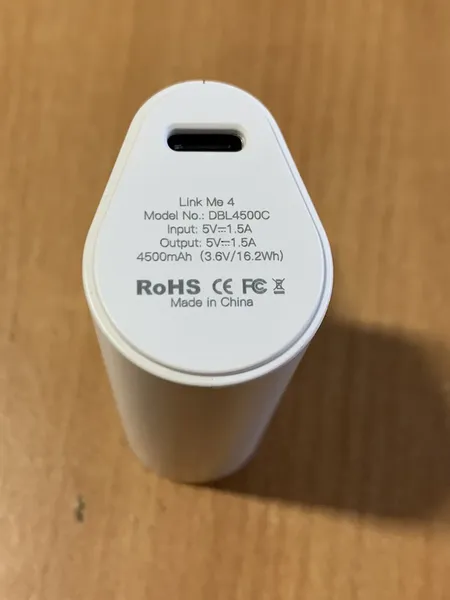 Link Me 4
Model No.: DBL4500C
Input: 5V⎓1.5A
Output: 5V⎓1.5A
4500mAh (3.6V/16.2Wh)
RoHS CE FC
Made in China